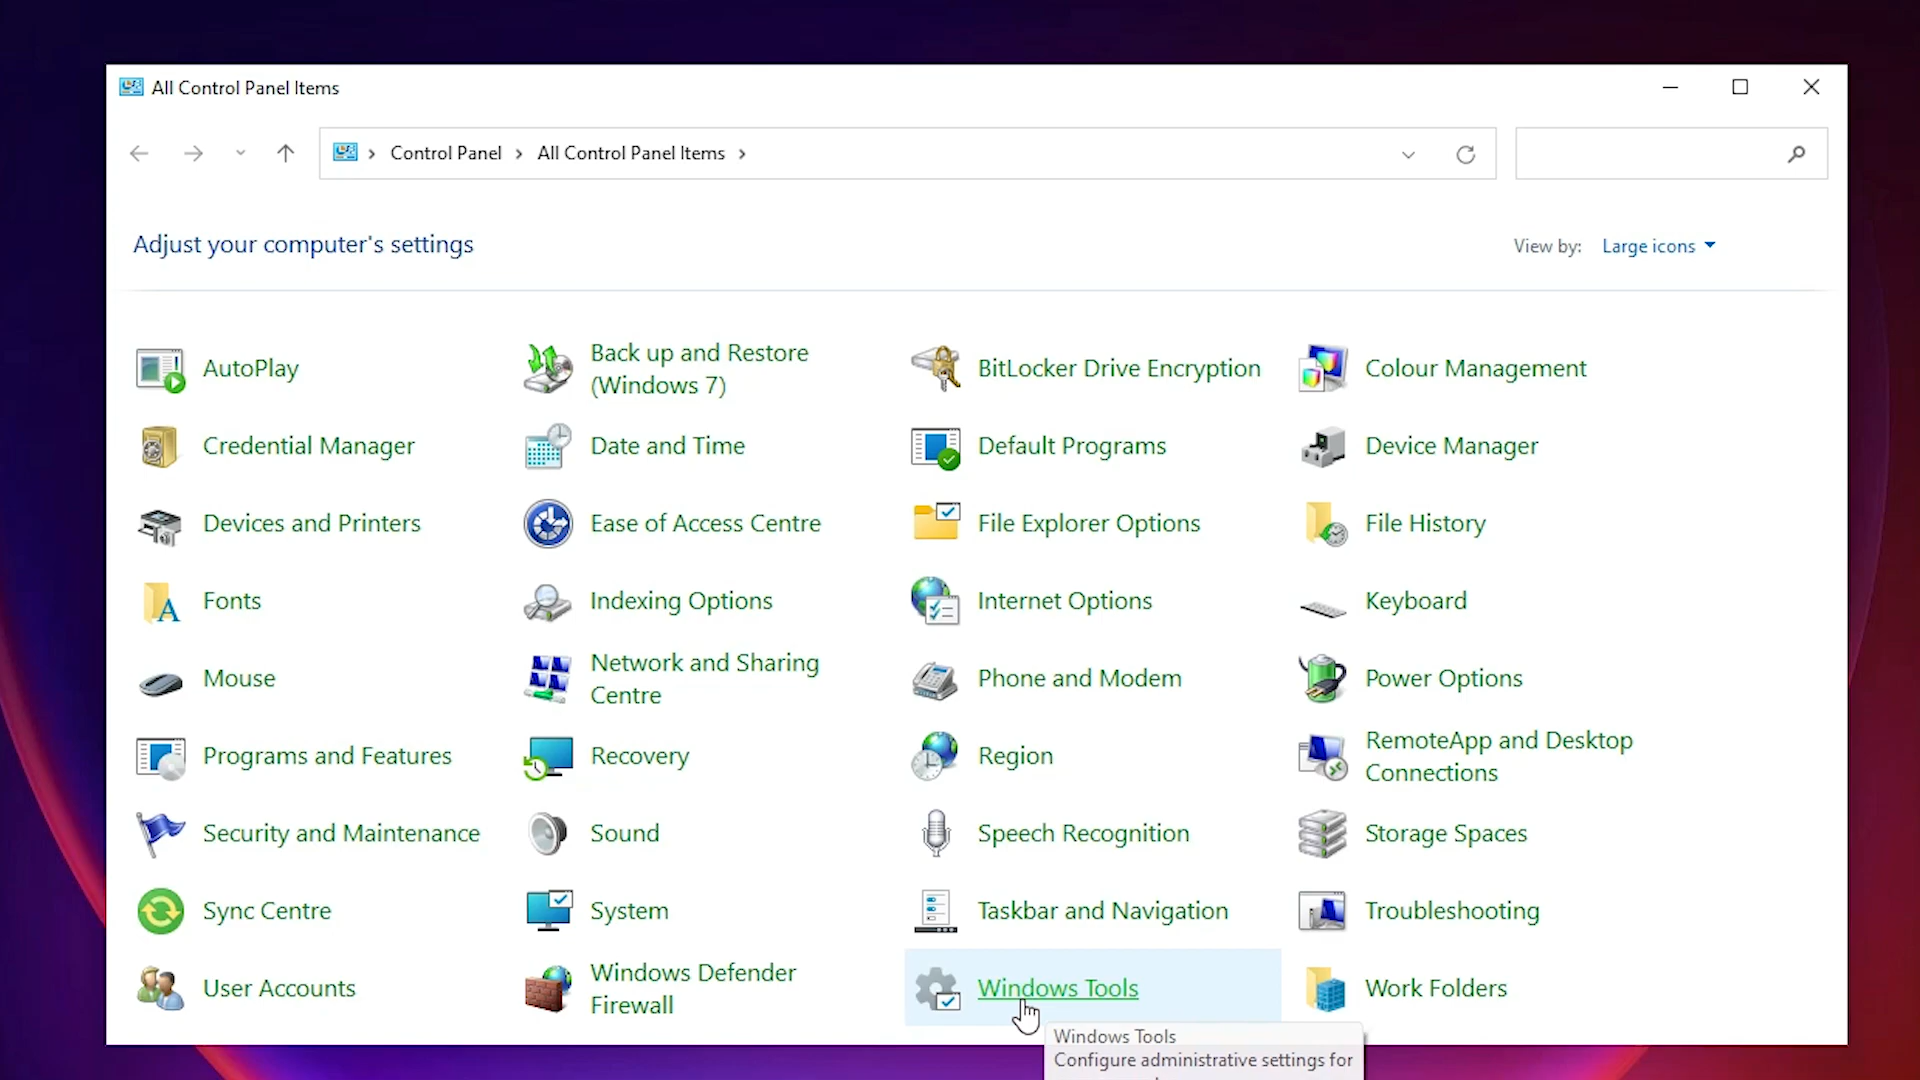 All Control Panel Items
Control Panel
All Control Panel Items
Adjust your computer's settings
View by: Large icons
AutoPlay
Back up and Restore
(Windows 7)
BitLocker Drive Encryption
Colour Management
Credential Manager
Date and Time
Default Programs
Device Manager
Devices and Printers
Ease of Access Centre
File Explorer Options
File History
Fonts
Indexing Options
Internet Options
Keyboard
Mouse
Network and Sharing
Centre
Phone and Modem
Power Options
Programs and Features
Recovery
Region
RemoteApp and Desktop
Connections
Security and Maintenance
Sound
Speech Recognition
Storage Spaces
Sync Centre
System
Taskbar and Navigation
Troubleshooting
User Accounts
Windows Defender
Firewall
Windows Tools
Work Folders
Windows Tools
Configure administrative settings for